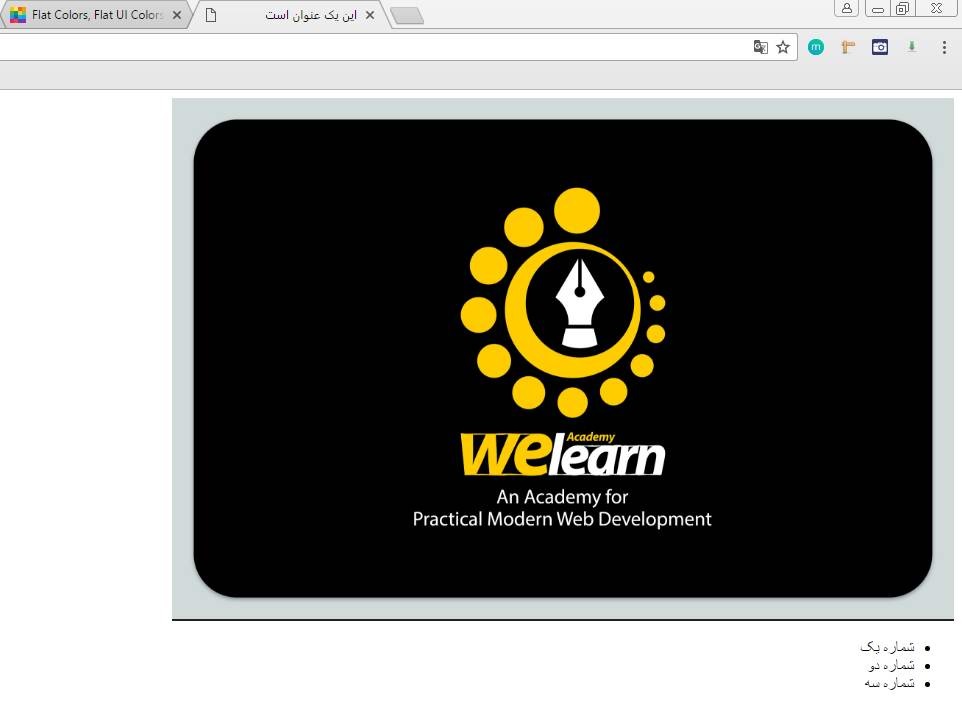 Flat Colors, Flat UI Colors
این یک عنوان است
m
Academy
welearn
An Academy for
Practical Modern Web Development
شماره یک
شماره دو
شماره سه